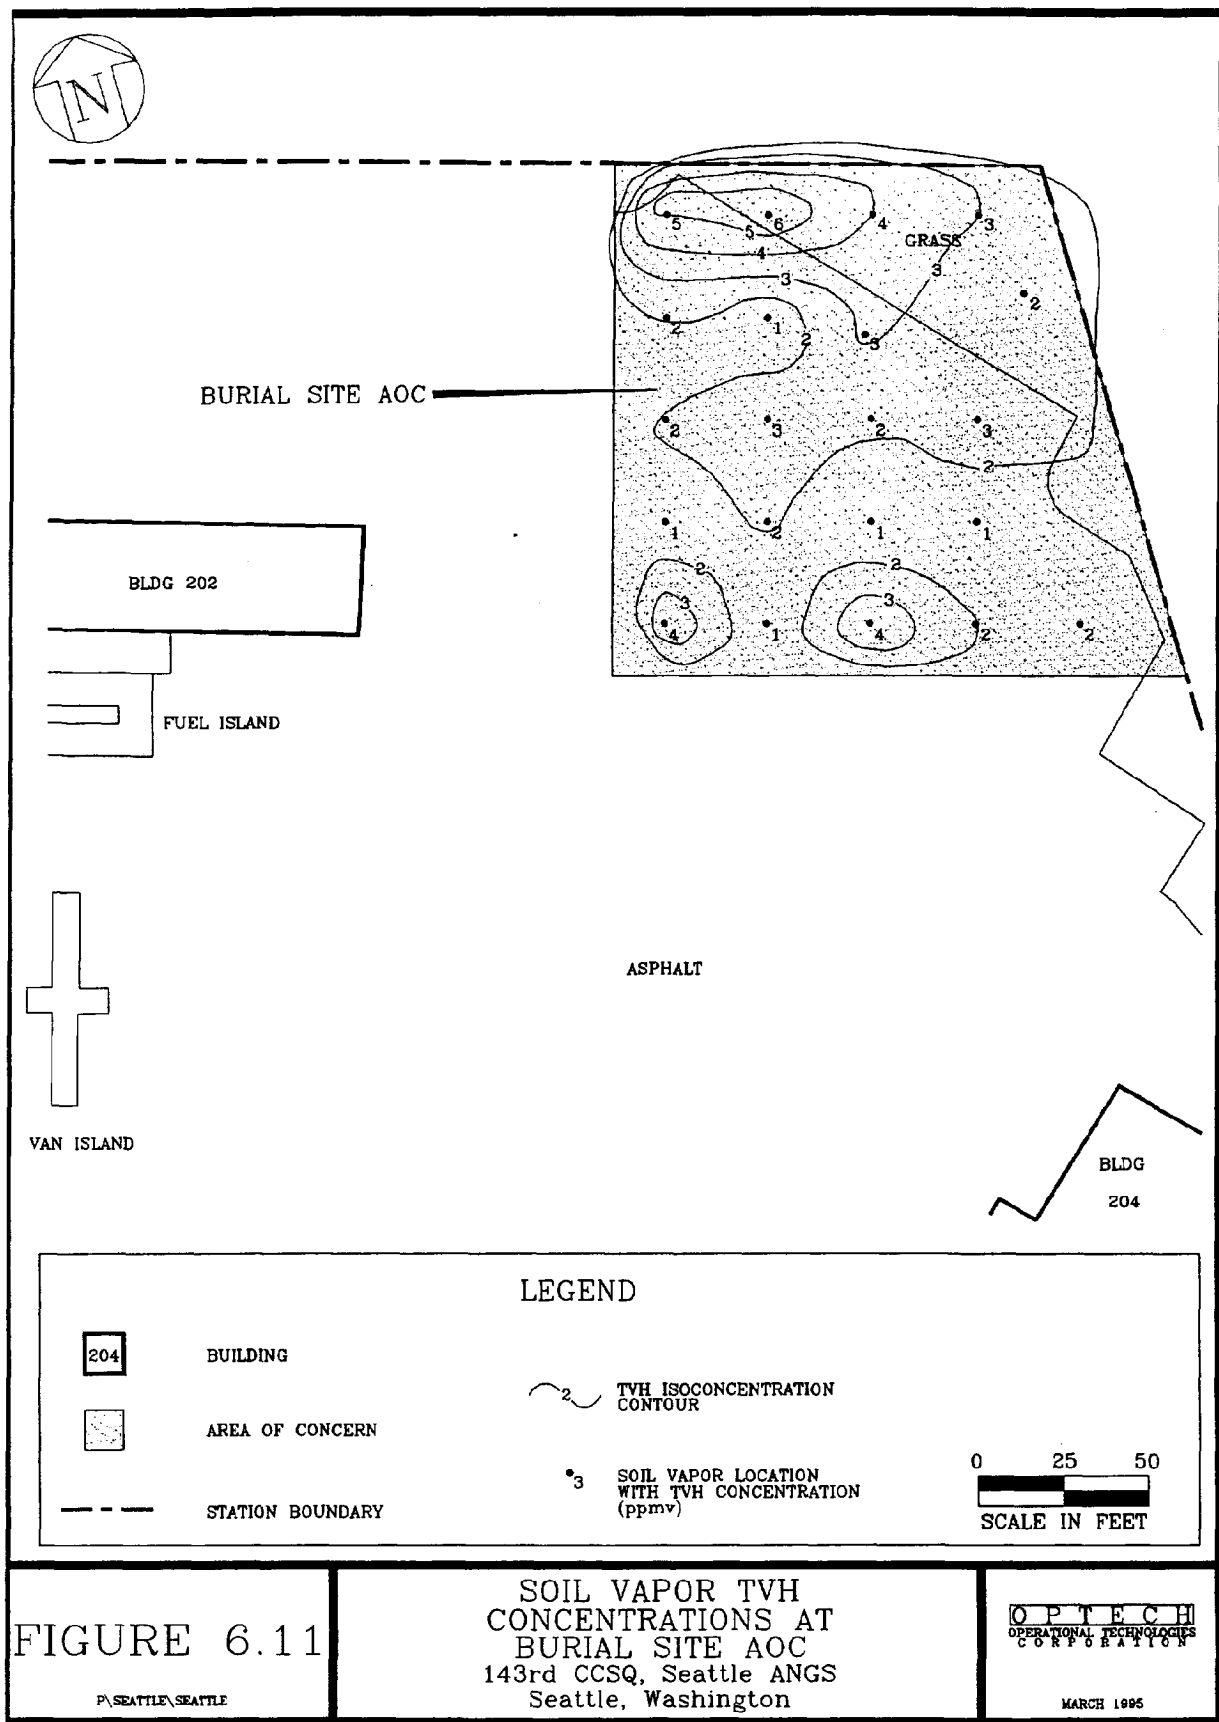 N
5
6
4
3
5
GRASS
4
3
3
2
2
1
2
3
BURIAL SITE AOC
2
3
2
3
2
1
2
1
1
BLDG 202
2
2
3
3
4
1
4
2
2
FUEL ISLAND
ASPHALT
VAN ISLAND
BLDG
204
LEGEND
204
BUILDING
2
TVH ISOCONCENTRATION
CONTOUR
AREA OF CONCERN
3
SOIL VAPOR LOCATION
WITH TVH CONCENTRATION
(ppmv)
STATION BOUNDARY
0 25 50
SCALE IN FEET
FIGURE 6.11
P\SEATTLE\SEATTLE
SOIL VAPOR TVH
CONCENTRATIONS AT
BURIAL SITE AOC
143rd CCSQ, Seattle ANGS
Seattle, Washington
OPTECH
OPERATIONAL TECHNOLOGIES
CORPORATION
MARCH 1995